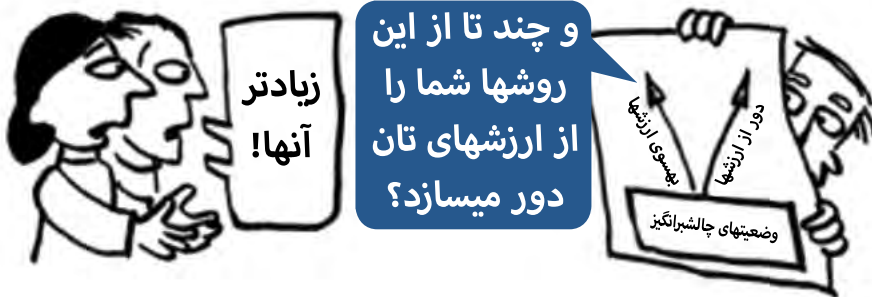 و چند تا از این
روشها شما را
از ارزشهای تان
دور میسازد؟
بهسوی ارزشها
دور از ارزشها
وضعیتهای چالشبرانگیز
زیادتر
آنها!